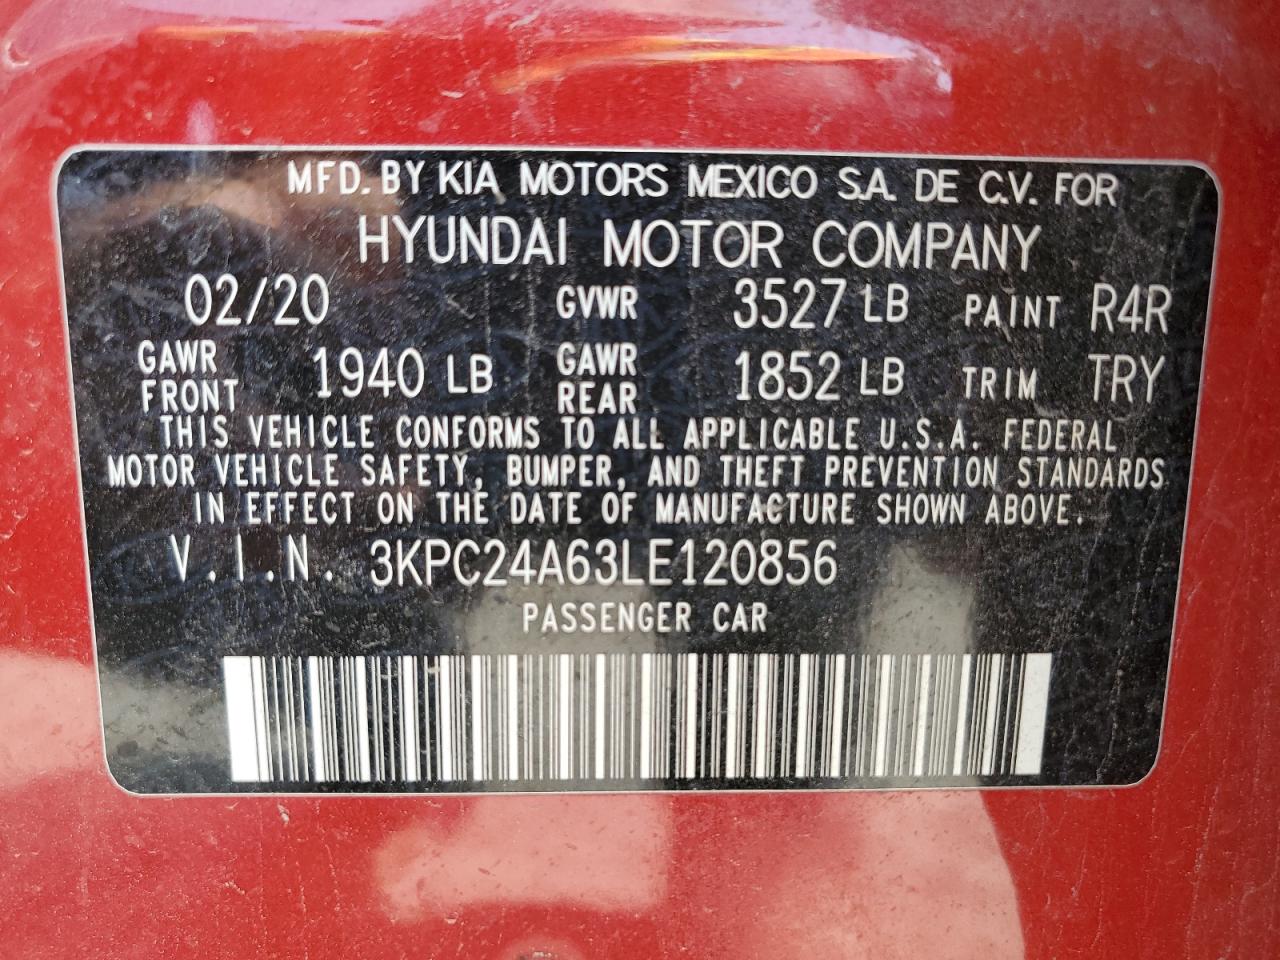 MFD. BY KIA MOTORS MEXICO S.A. DE C.V. FOR
HYUNDAI MOTOR COMPANY
02/20 GVWR 3527 LB PAINT R4R
GAWR FRONT 1940 LB GAWR REAR 1852 LB TRIM TRY
THIS VEHICLE CONFORMS TO ALL APPLICABLE U.S.A. FEDERAL
MOTOR VEHICLE SAFETY, BUMPER, AND THEFT PREVENTION STANDARDS
IN EFFECT ON THE DATE OF MANUFACTURE SHOWN ABOVE.
V.I.N. 3KPC24A63LE120856
PASSENGER CAR